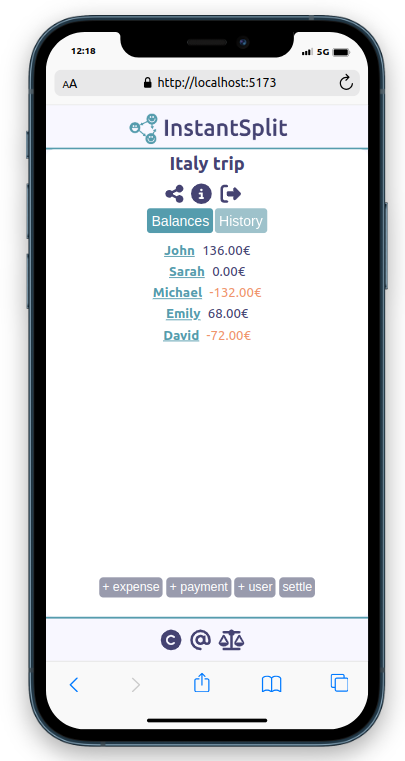 12:18 5G
AA http://localhost:5173
InstantSplit
Italy trip
Balances History
John 136.00€
Sarah 0.00€
Michael -132.00€
Emily 68.00€
David -72.00€
+ expense + payment + user settle